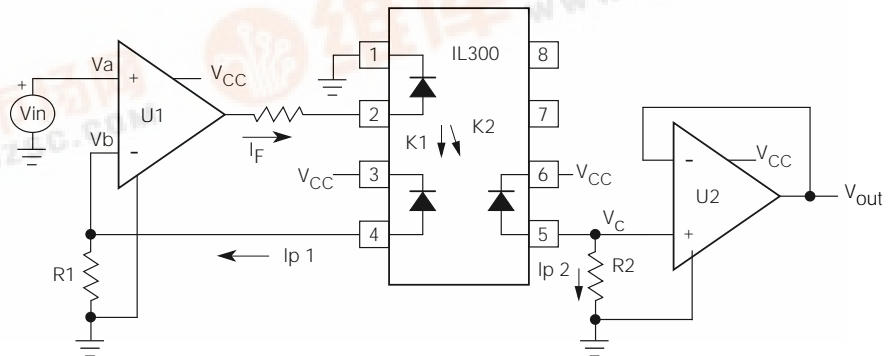 1
IL300
8
Va
+
+
V_CC
Vin
U1
2
7
Vb
-
I_F
K1
K2
V_CC
3
6
V_CC
-
V_CC
U2
V_out
4
5
V_C
+
Ip 1
R1
Ip 2
R2